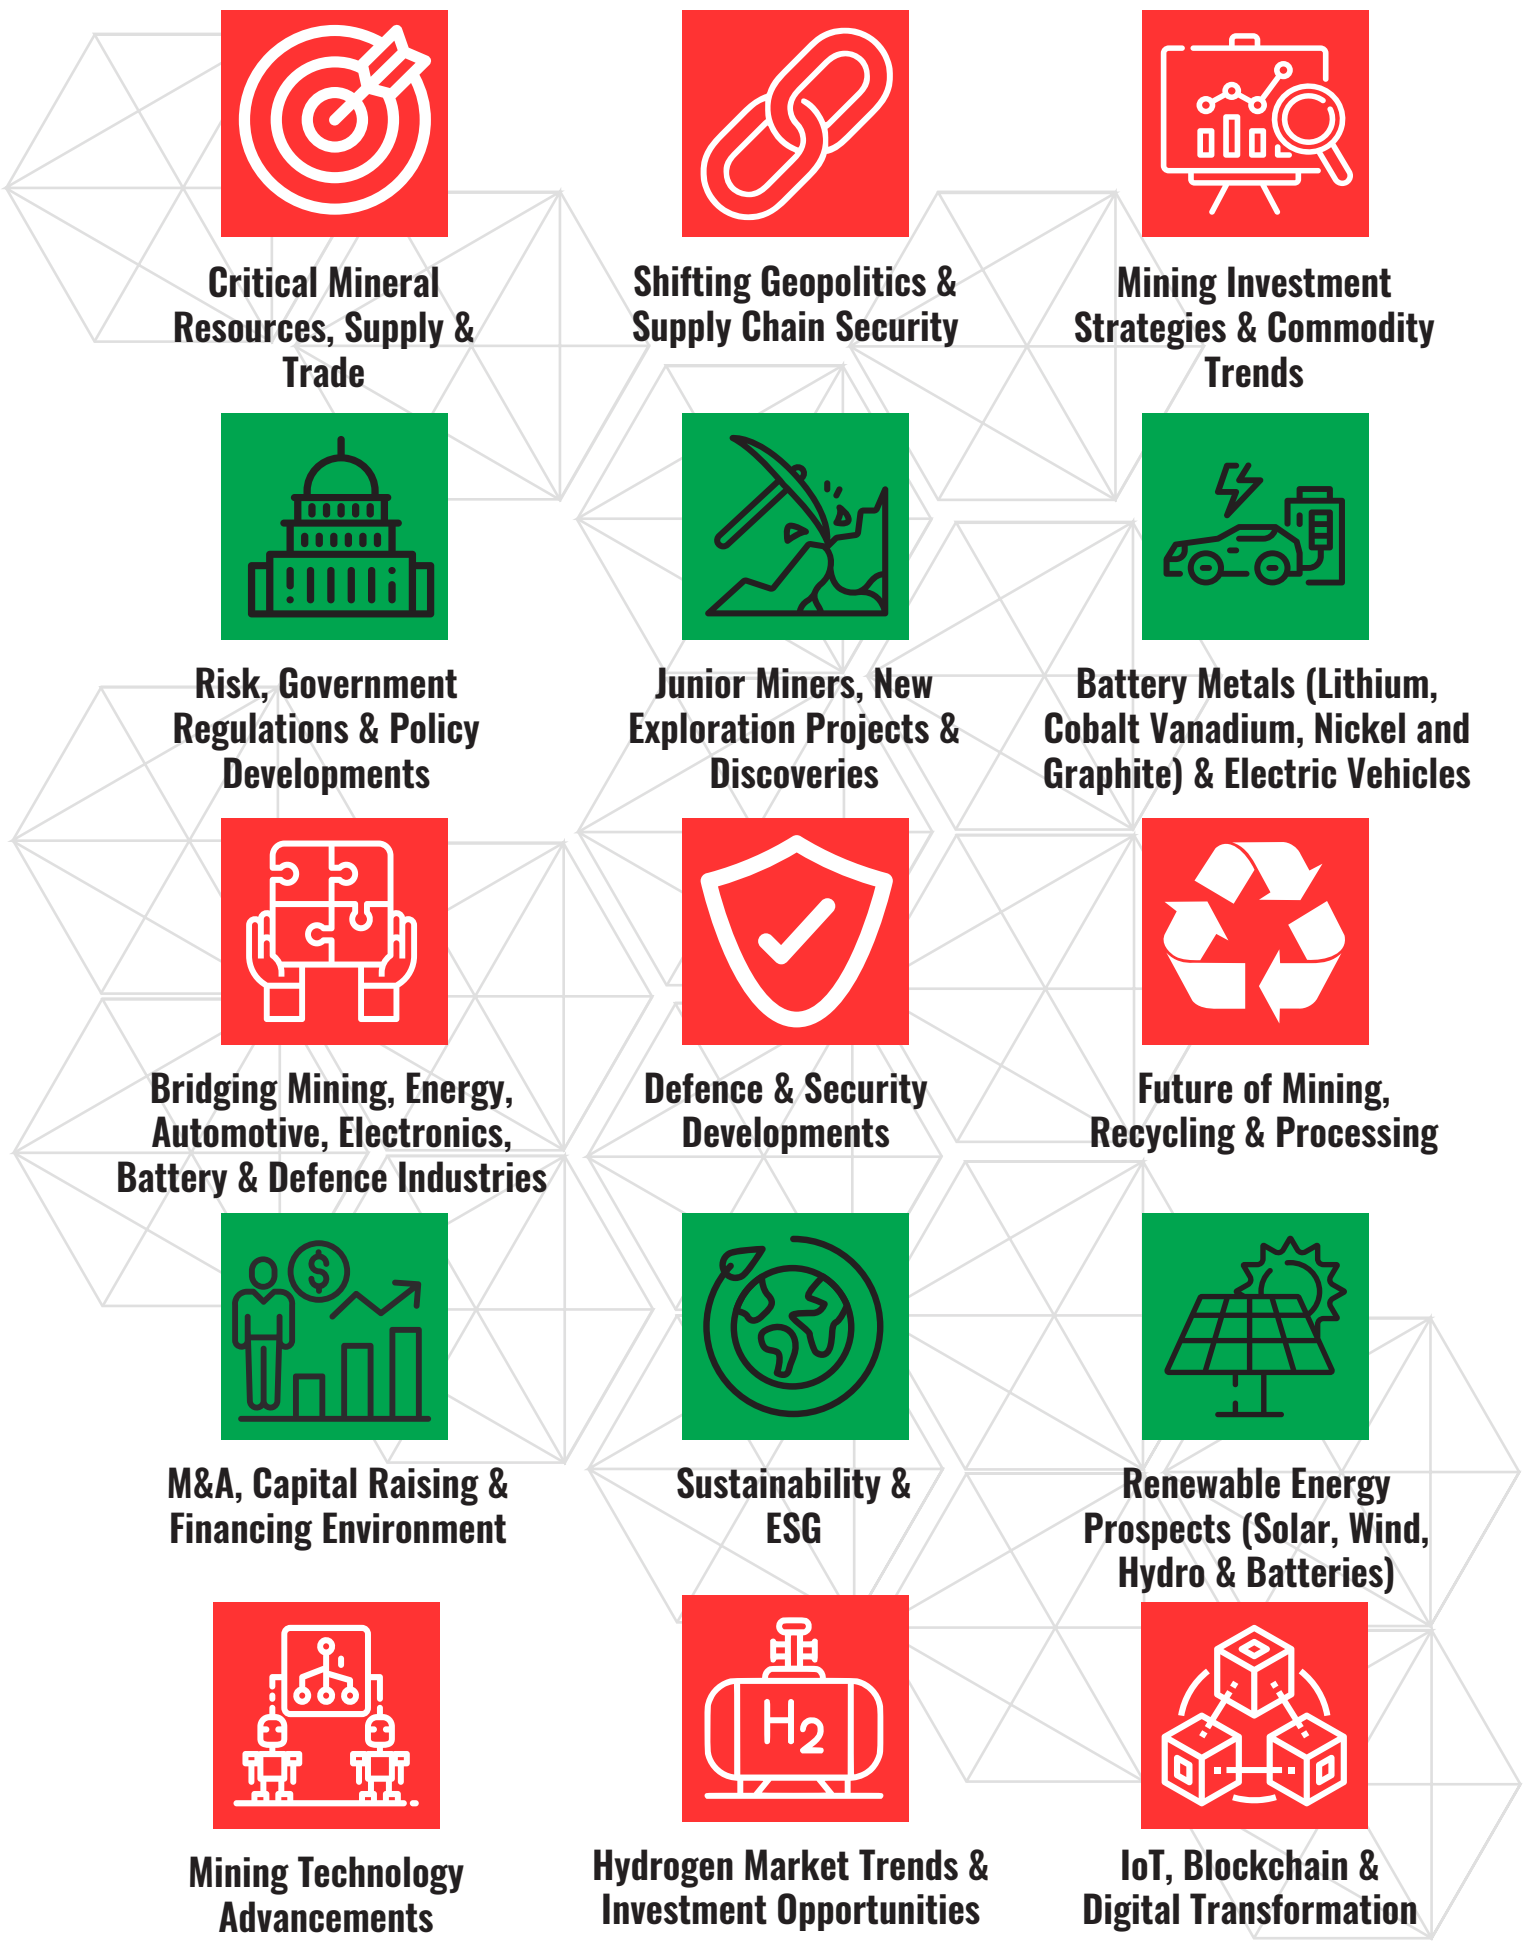 Critical Mineral
Resources, Supply &
Trade
Shifting Geopolitics &
Supply Chain Security
Mining Investment
Strategies & Commodity
Trends
Risk, Government
Regulations & Policy
Developments
Junior Miners, New
Exploration Projects &
Discoveries
Battery Metals (Lithium,
Cobalt Vanadium, Nickel and
Graphite) & Electric Vehicles
Bridging Mining, Energy,
Automotive, Electronics,
Battery & Defence Industries
Defence & Security
Developments
Future of Mining,
Recycling & Processing
$
M&A, Capital Raising &
Financing Environment
Sustainability &
ESG
Renewable Energy
Prospects (Solar, Wind,
Hydro & Batteries)
Mining Technology
Advancements
H2
Hydrogen Market Trends &
Investment Opportunities
IoT, Blockchain &
Digital Transformation